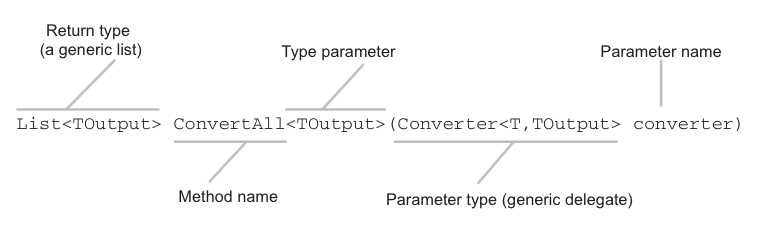 Return type
(a generic list)
Type parameter
Parameter name
List<TOutput> ConvertAll<TOutput>(Converter<T,TOutput> converter)
Method name
Parameter type (generic delegate)